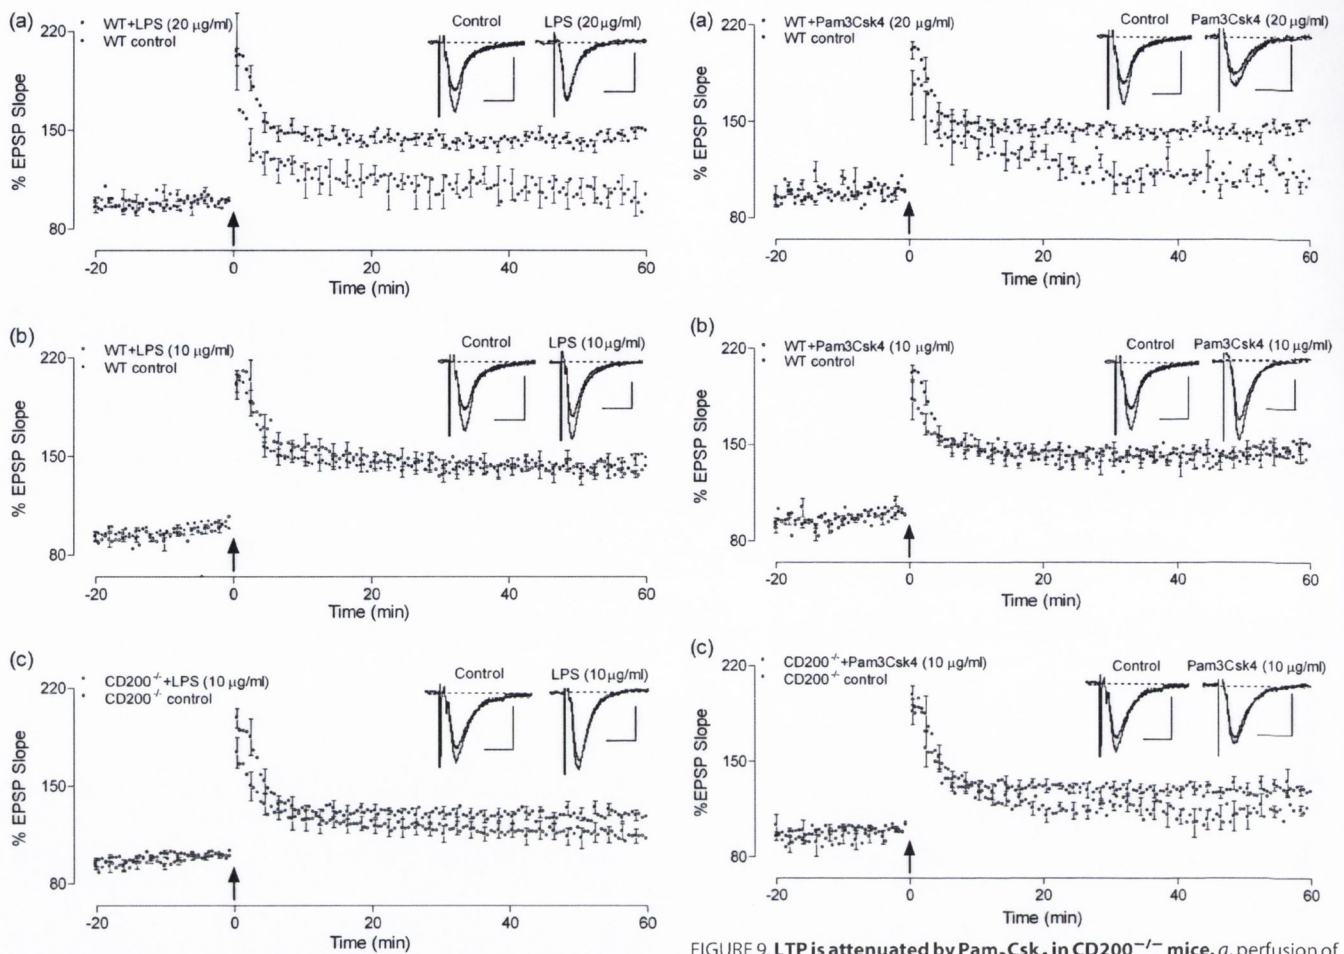 (a)
WT+LPS (20 μg/ml)
WT control
Control
LPS (20μg/ml)
% EPSP Slope
220
150
80
-20
0
20
40
60
Time (min)
(b)
WT+LPS (10 μg/ml)
WT control
Control
LPS (10μg/ml)
% EPSP Slope
220
150
80
-20
0
20
40
60
Time (min)
(c)
CD200-/-+LPS (10 μg/ml)
CD200-/- control
Control
LPS (10μg/ml)
% EPSP Slope
220
150
80
-20
0
20
40
60
Time (min)
(a)
WT+Pam3Csk4 (20 μg/ml)
WT control
Control
Pam3Csk4 (20 μg/ml)
% EPSP Slope
220
150
80
-20
0
20
40
60
Time (min)
(b)
WT+Pam3Csk4 (10 μg/ml)
WT control
Control
Pam3Csk4 (10 μg/ml)
% EPSP Slope
220
150
80
-20
0
20
40
60
Time (min)
(c)
CD200-/-+Pam3Csk4 (10 μg/ml)
CD200-/- control
Control
Pam3Csk4 (10 μg/ml)
%EPSP Slope
220
150
80
-20
0
20
40
60
Time (min)
FIGURE 9. LTP is attenuated by Pam3Csk4 in CD200−/− mice. a, perfusion of